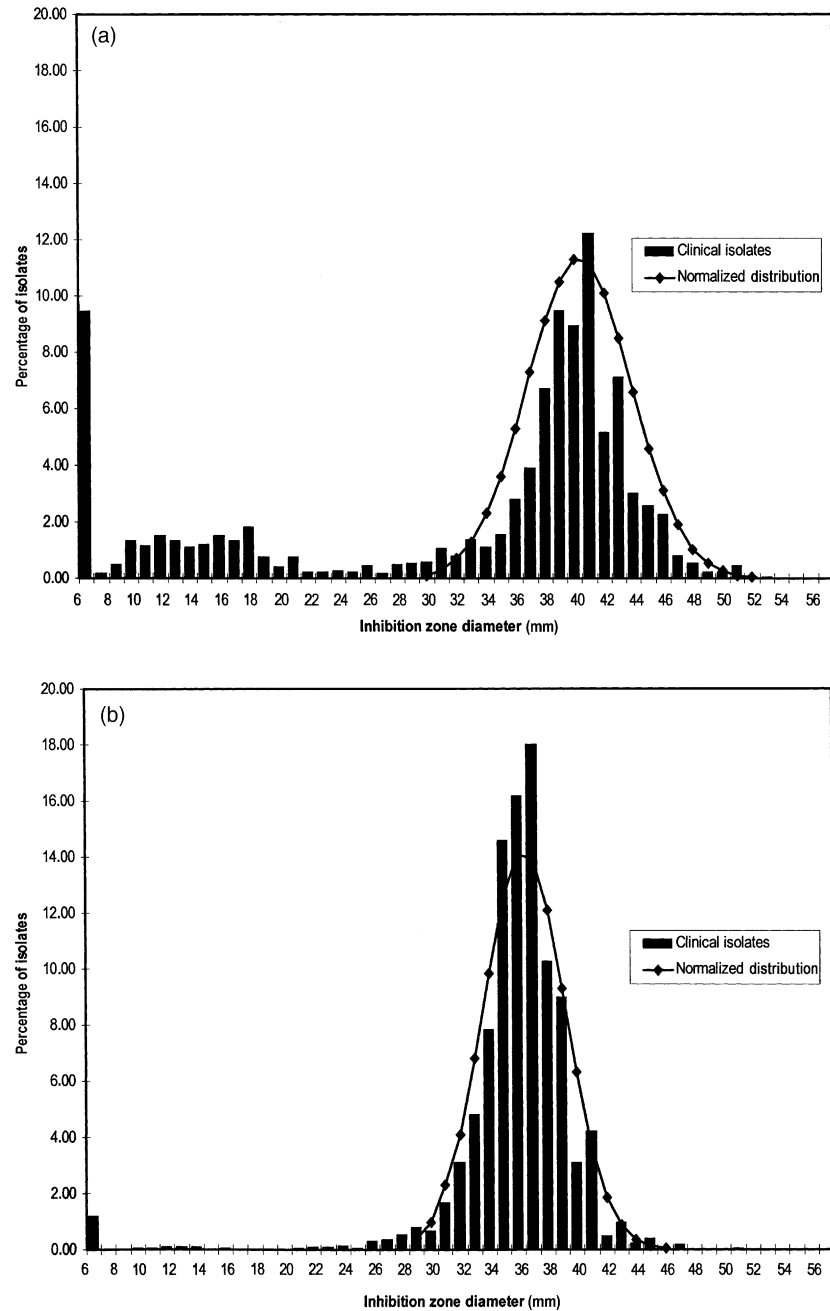 (a)
20.00
18.00
16.00
14.00
12.00
10.00
8.00
6.00
4.00
2.00
0.00
Percentage of isolates
Clinical isolates
Normalized distribution
6 8 10 12 14 16 18 20 22 24 26 28 30 32 34 36 38 40 42 44 46 48 50 52 54 56
Inhibition zone diameter (mm)
(b)
20.00
18.00
16.00
14.00
12.00
10.00
8.00
6.00
4.00
2.00
0.00
Percentage of isolates
Clinical isolates
Normalized distribution
6 8 10 12 14 16 18 20 22 24 26 28 30 32 34 36 38 40 42 44 46 48 50 52 54 56
Inhibition zone diameter (mm)